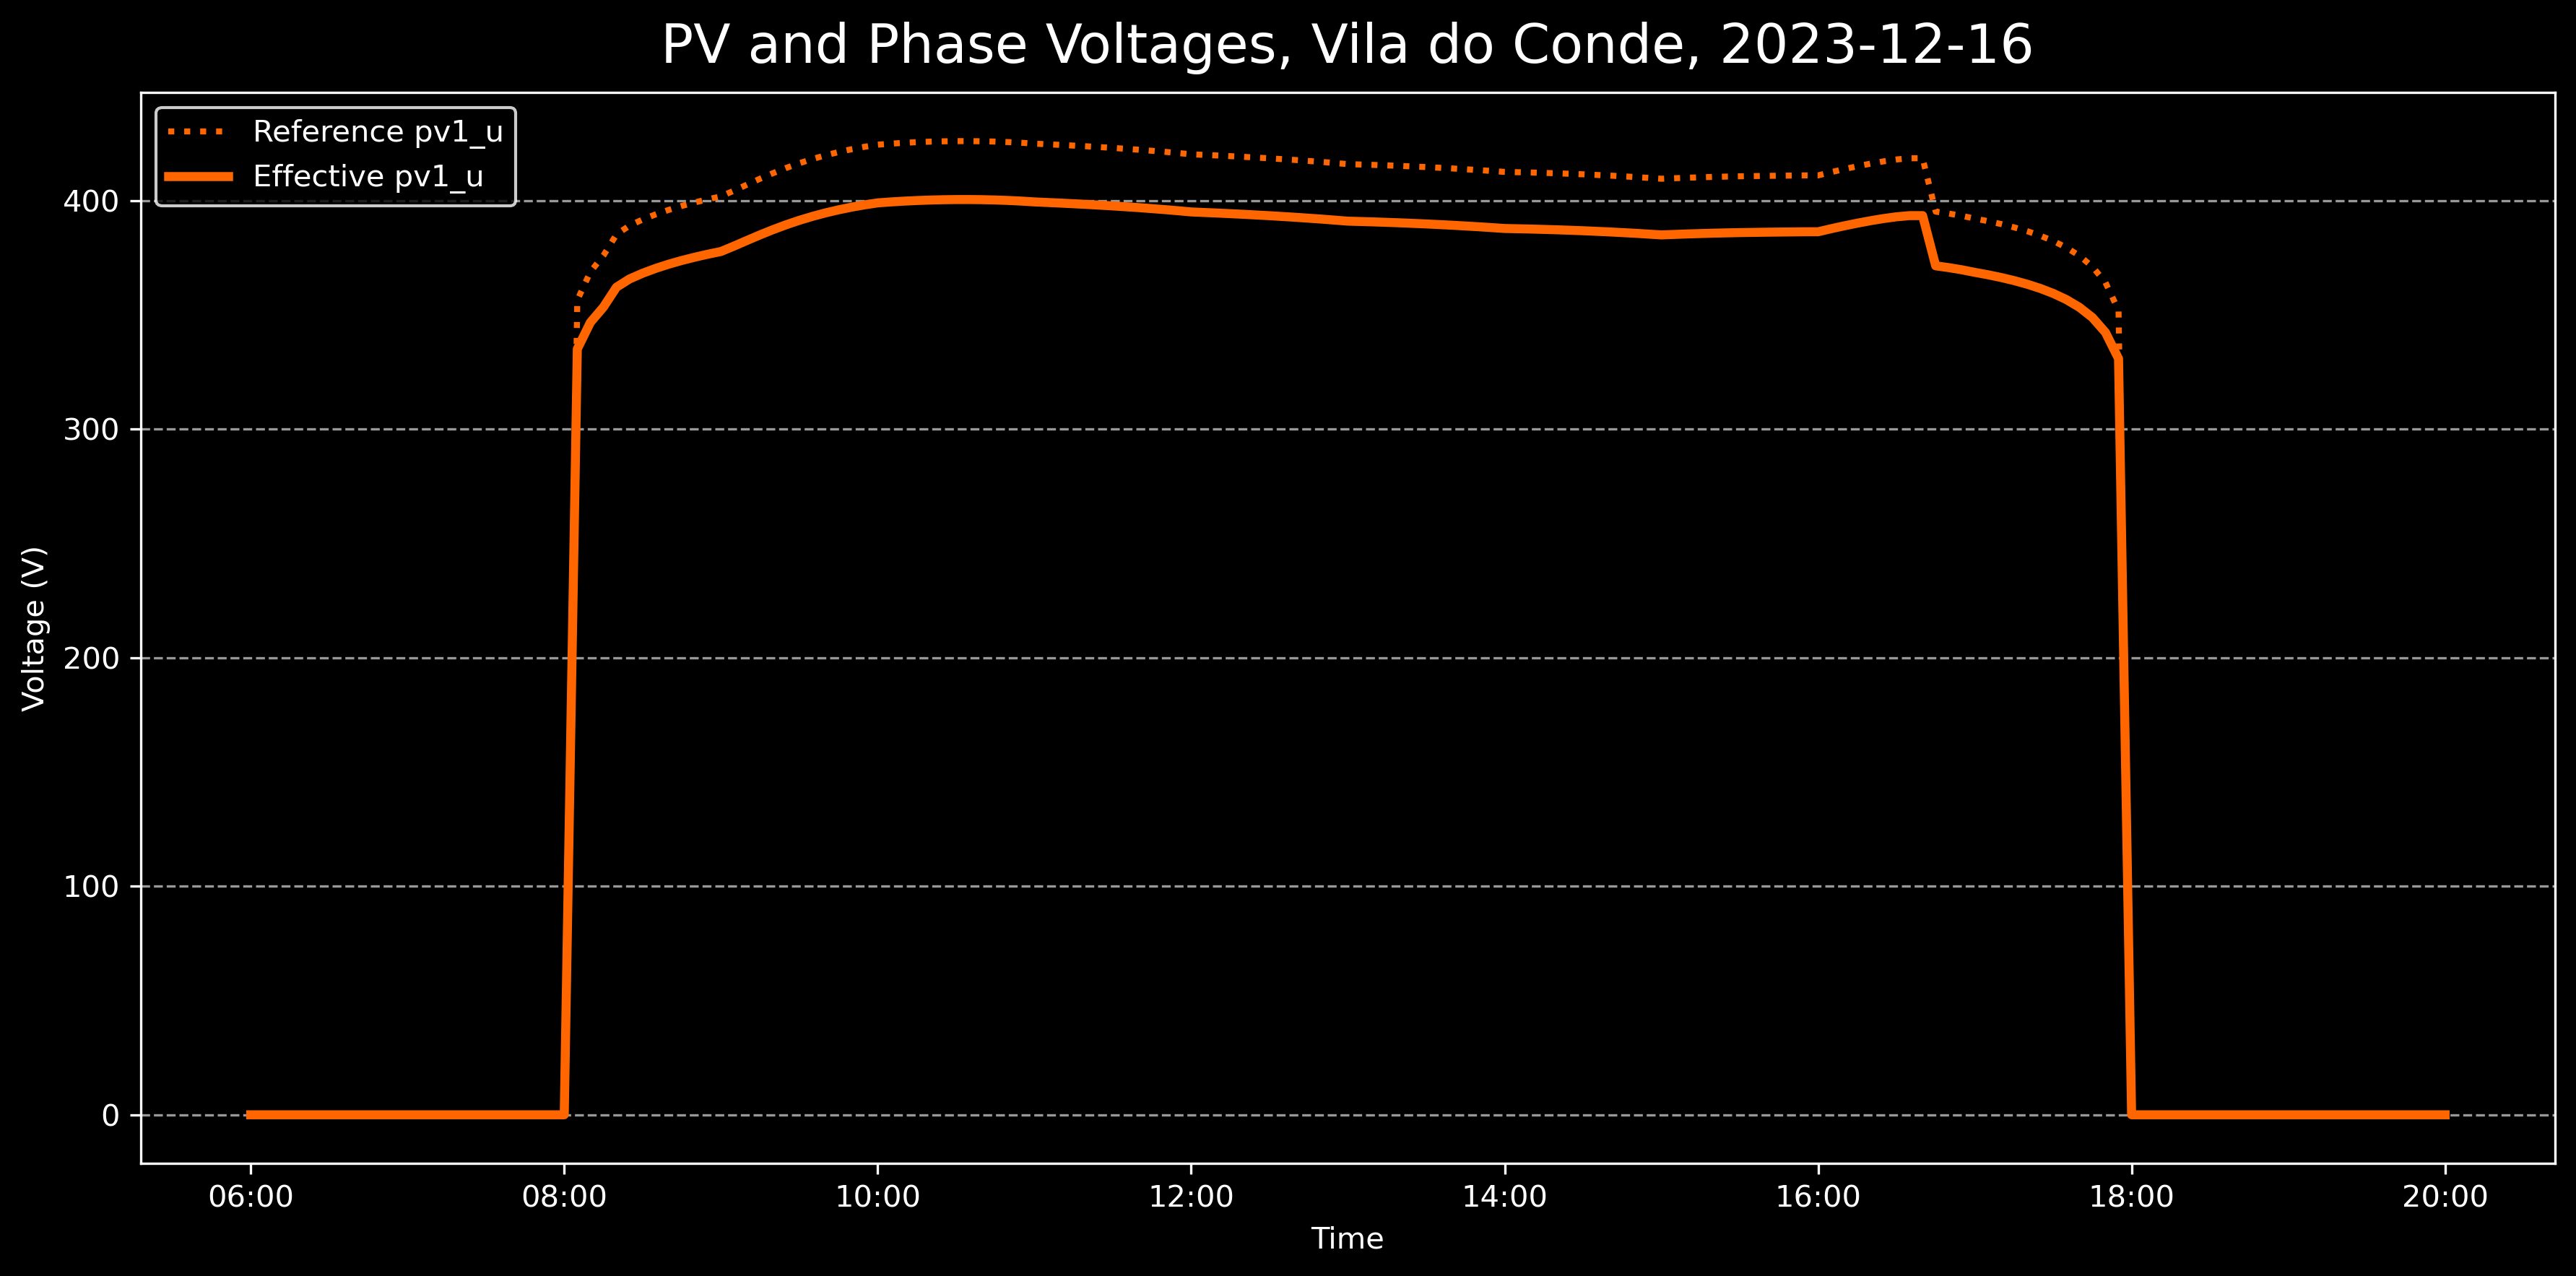 PV and Phase Voltages, Vila do Conde, 2023-12-16
Reference pv1_u
Effective pv1_u
400
300
200
100
0
Voltage (V)
06:00 08:00 10:00 12:00 14:00 16:00 18:00 20:00
Time